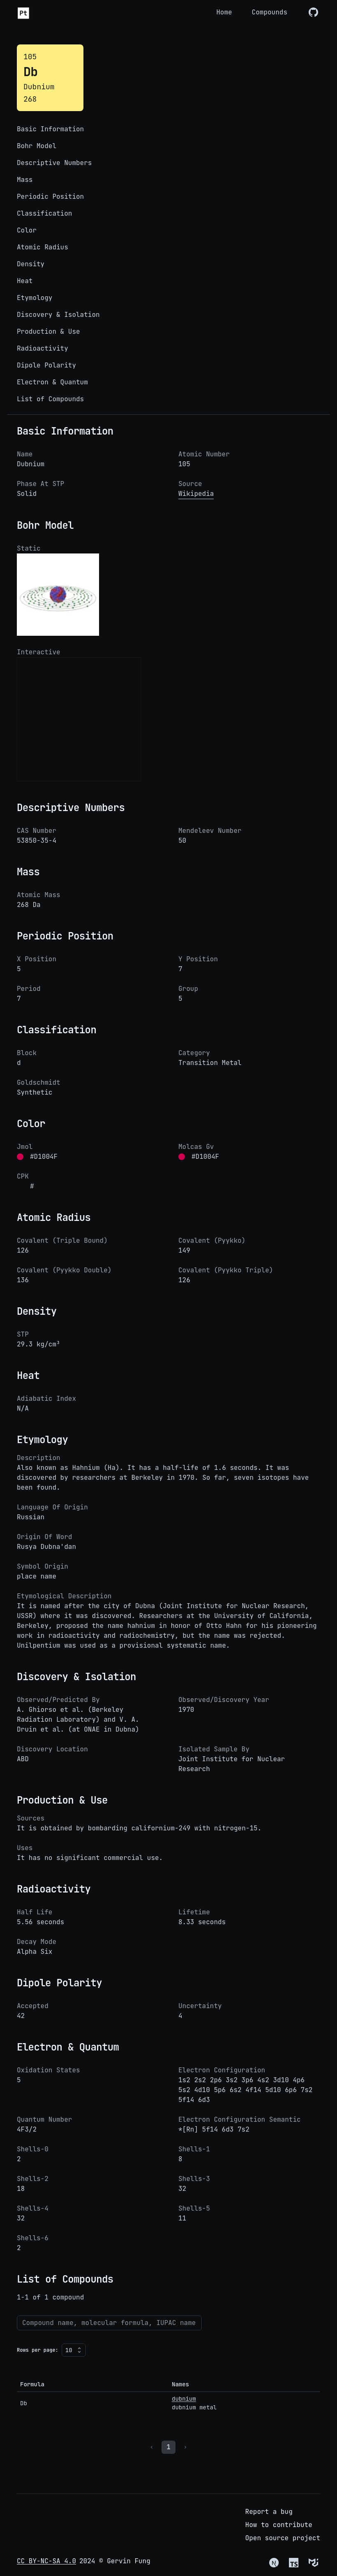 Pt
Home
Compounds
105
Db
Dubnium
268
Basic Information
Bohr Model
Descriptive Numbers
Mass
Periodic Position
Classification
Color
Atomic Radius
Density
Heat
Etymology
Discovery & Isolation
Production & Use
Radioactivity
Dipole Polarity
Electron & Quantum
List of Compounds
Basic Information
Name
Dubnium
Atomic Number
105
Phase At STP
Solid
Source
Wikipedia
Bohr Model
Static
Interactive
Descriptive Numbers
CAS Number
53850-35-4
Mendeleev Number
50
Mass
Atomic Mass
268 Da
Periodic Position
X Position
5
Y Position
7
Period
7
Group
5
Classification
Block
d
Category
Transition Metal
Goldschmidt
Synthetic
Color
Jmol
#D1004F
Molcas Gv
#D1004F
CPK
#
Atomic Radius
Covalent (Triple Bound)
126
Covalent (Pyykko)
149
Covalent (Pyykko Double)
136
Covalent (Pyykko Triple)
126
Density
STP
29.3 kg/cm³
Heat
Adiabatic Index
N/A
Etymology
Description
Also known as Hahnium (Ha). It has a half-life of 1.6 seconds. It was
discovered by researchers at Berkeley in 1970. So far, seven isotopes have
been found.
Language Of Origin
Russian
Origin Of Word
Rusya Dubna'dan
Symbol Origin
place name
Etymological Description
It is named after the city of Dubna (Joint Institute for Nuclear Research,
USSR) where it was discovered. Researchers at the University of California,
Berkeley, proposed the name hahnium in honor of Otto Hahn for his pioneering
work in radioactivity and radiochemistry, but the name was rejected.
Unilpentium was used as a provisional systematic name.
Discovery & Isolation
Observed/Predicted By
A. Ghiorso et al. (Berkeley
Radiation Laboratory) and V. A.
Druin et al. (at ONAE in Dubna)
Observed/Discovery Year
1970
Discovery Location
ABD
Isolated Sample By
Joint Institute for Nuclear
Research
Production & Use
Sources
It is obtained by bombarding californium-249 with nitrogen-15.
Uses
It has no significant commercial use.
Radioactivity
Half Life
5.56 seconds
Lifetime
8.33 seconds
Decay Mode
Alpha Six
Dipole Polarity
Accepted
42
Uncertainty
4
Electron & Quantum
Oxidation States
5
Electron Configuration
1s2 2s2 2p6 3s2 3p6 4s2 3d10 4p6
5s2 4d10 5p6 6s2 4f14 5d10 6p6 7s2
5f14 6d3
Quantum Number
4F3/2
Electron Configuration Semantic
*[Rn] 5f14 6d3 7s2
Shells-0
2
Shells-1
8
Shells-2
18
Shells-3
32
Shells-4
32
Shells-5
11
Shells-6
2
List of Compounds
1-1 of 1 compound
Compound name, molecular formula, IUPAC name
Rows per page: 10
Formula
Names
Db
dubnium
dubnium metal
‹ 1 ›
Report a bug
How to contribute
Open source project
CC BY-NC-SA 4.0 2024 © Gervin Fung
N
TS